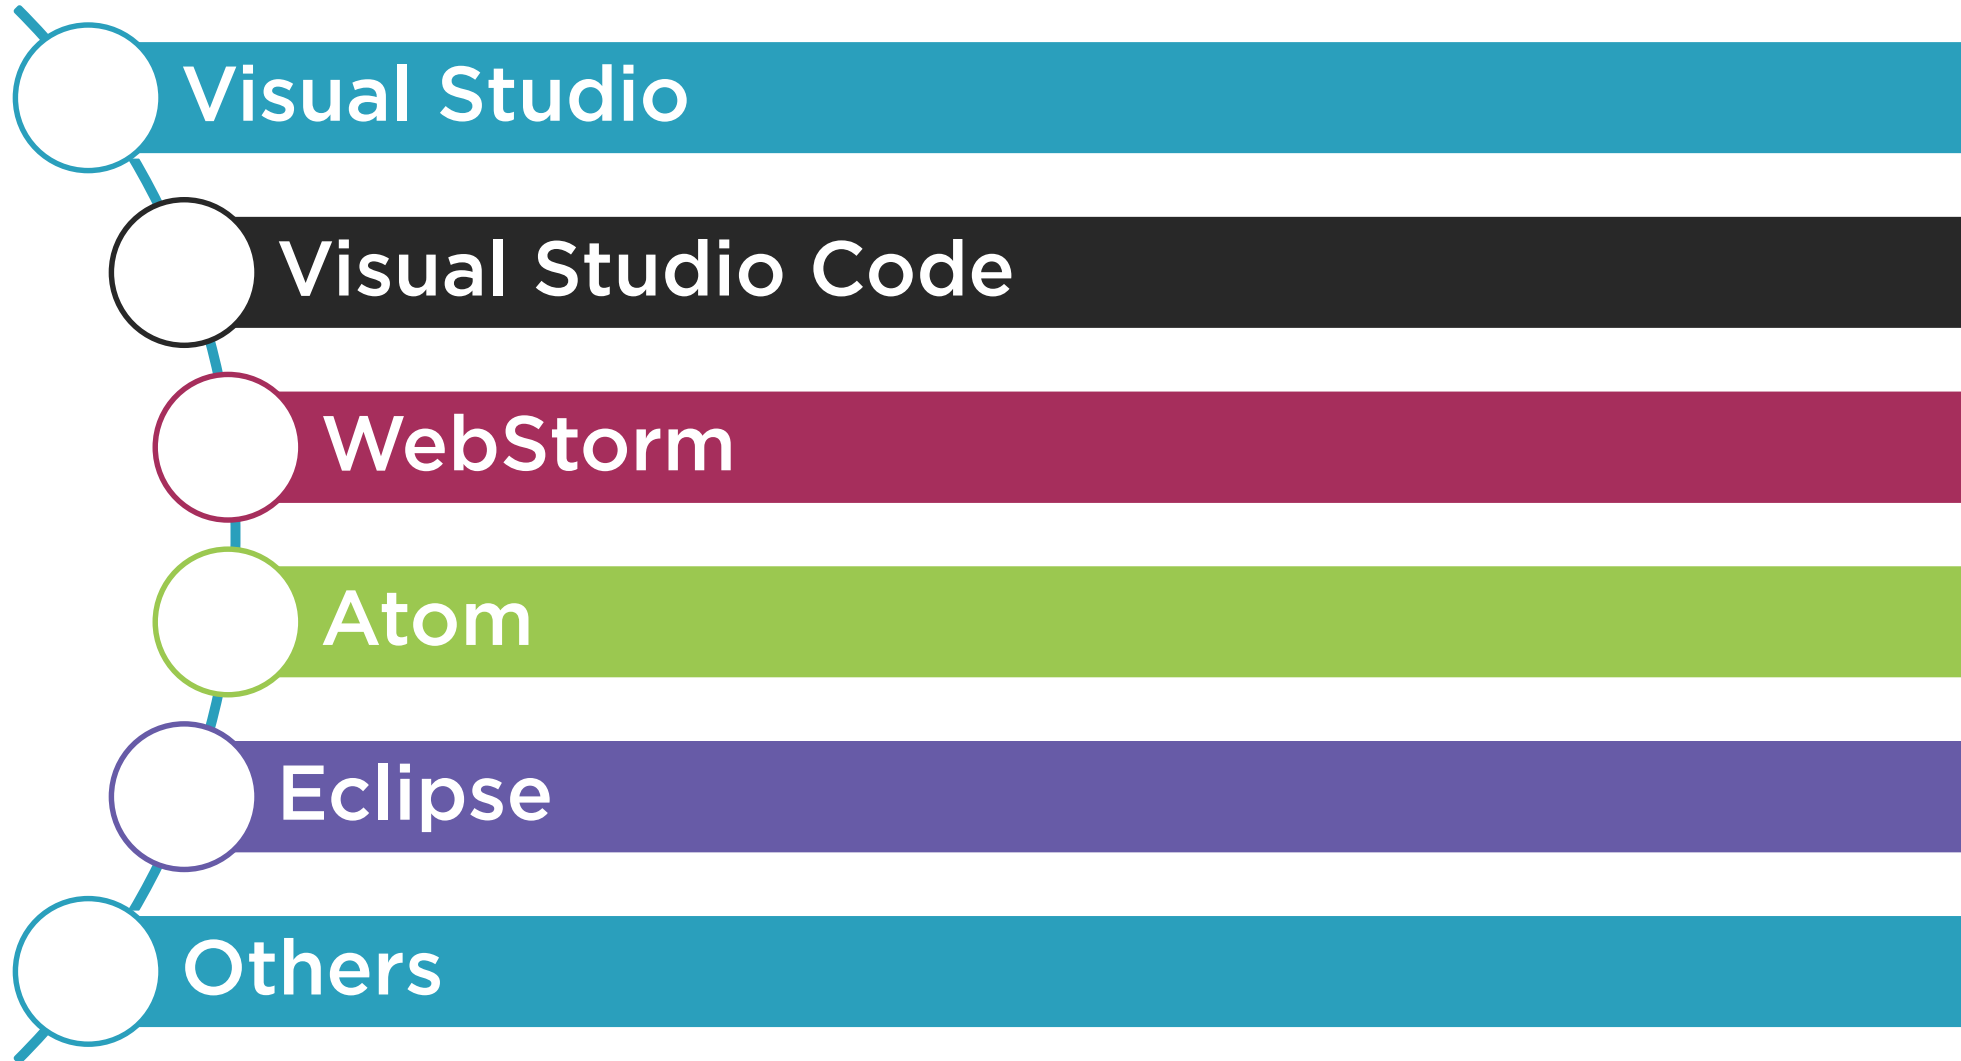 Visual Studio
Visual Studio Code
WebStorm
Atom
Eclipse
Others